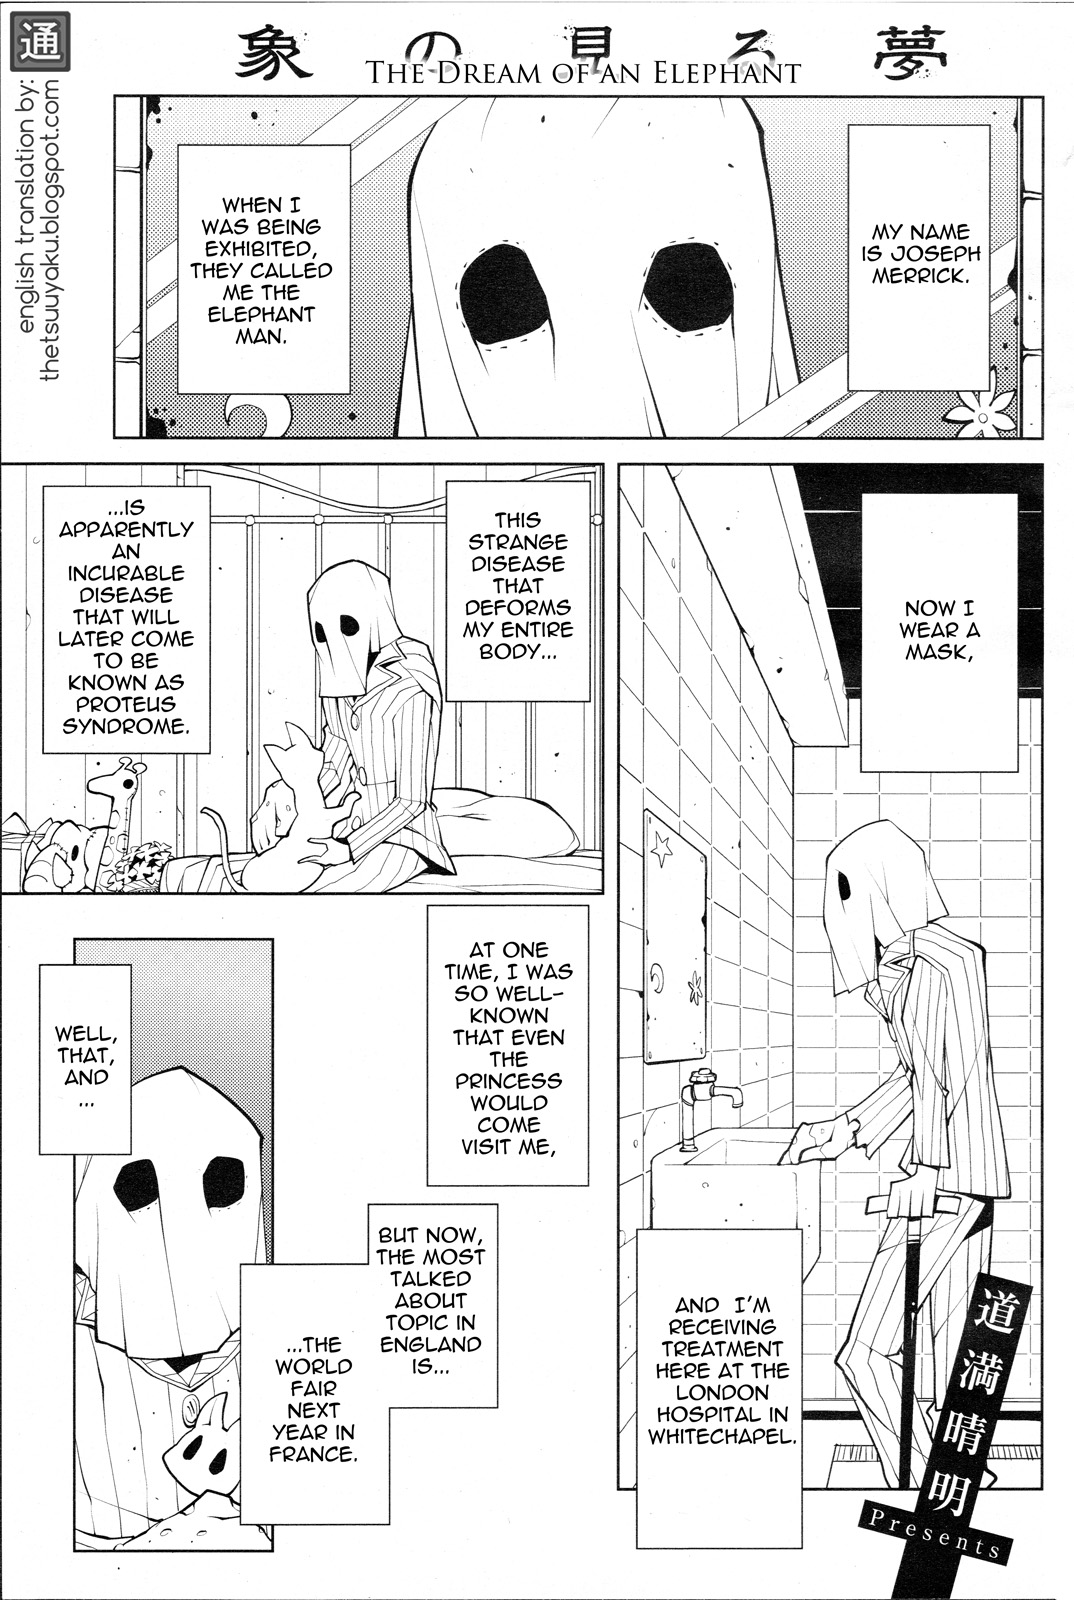 通
english translation by:
thetsuuyaku.blogspot.com
象の見る夢
THE DREAM OF AN ELEPHANT
MY NAME
IS JOSEPH
MERRICK.
WHEN I
WAS BEING
EXHIBITED,
THEY CALLED
ME THE
ELEPHANT
MAN.
NOW I
WEAR A
MASK,
AND I'M
RECEIVING
TREATMENT
HERE AT THE
LONDON
HOSPITAL IN
WHITECHAPEL.
THIS
STRANGE
DISEASE
THAT
DEFORMS
MY ENTIRE
BODY...
...IS
APPARENTLY
AN
INCURABLE
DISEASE
THAT WILL
LATER COME
TO BE
KNOWN AS
PROTEUS
SYNDROME.
AT ONE
TIME, I WAS
SO WELL-
KNOWN
THAT EVEN
THE
PRINCESS
WOULD
COME
VISIT ME,
BUT NOW,
THE MOST
TALKED
ABOUT
TOPIC IN
ENGLAND
IS...
...THE
WORLD
FAIR
NEXT
YEAR IN
FRANCE.
WELL,
THAT,
AND
...
道満晴明
Presents